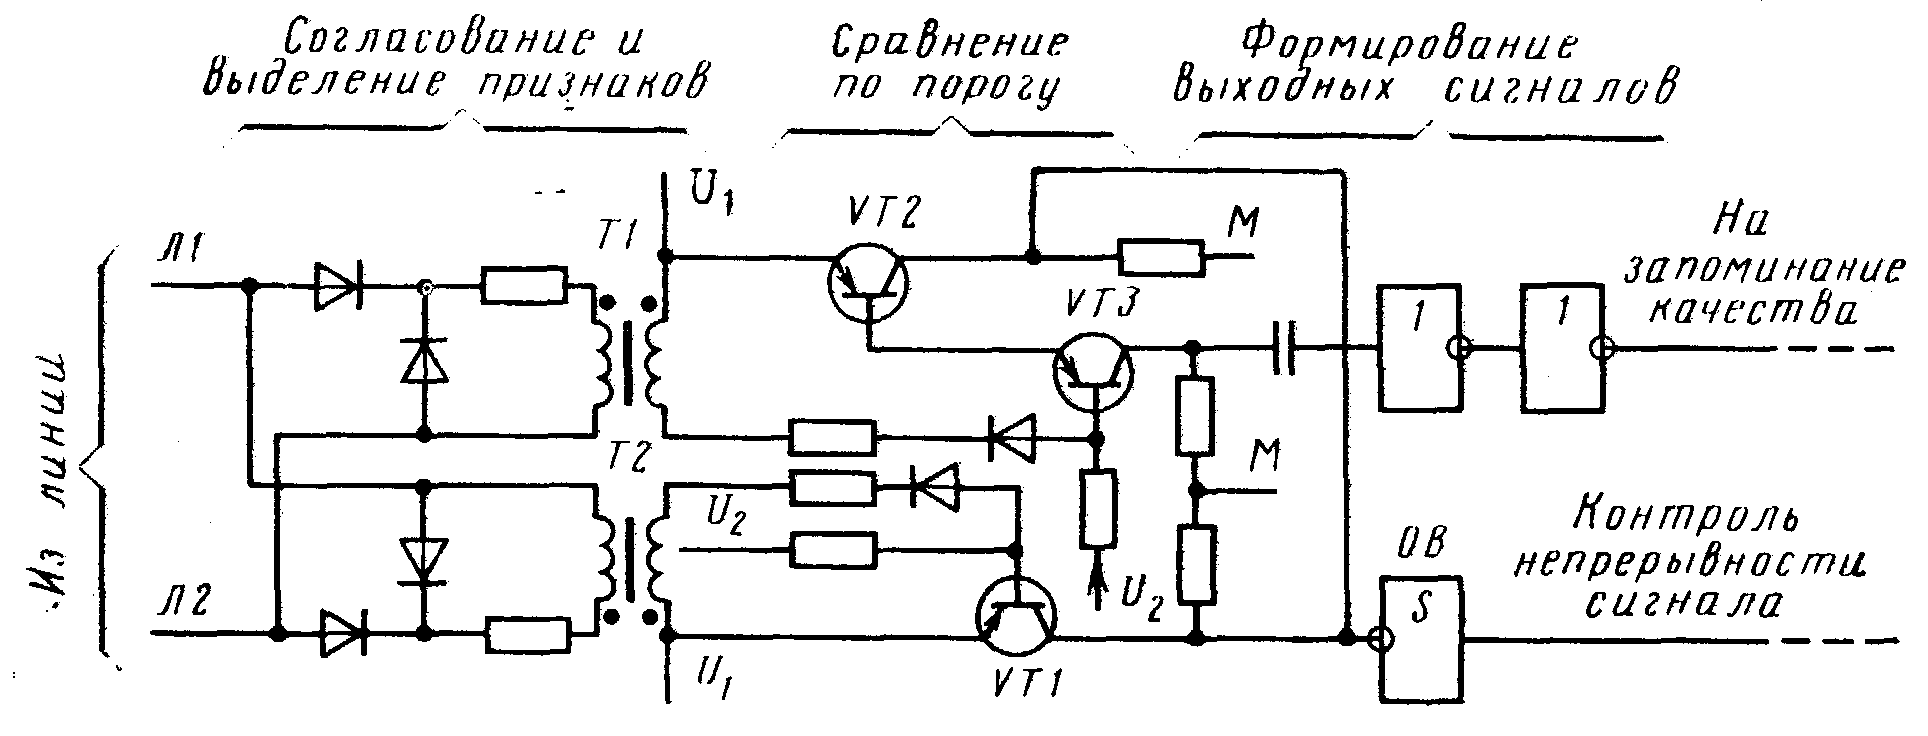 Согласование и
выделение признаков
Сравнение
по порогу
Формирование
выходных сигналов
Из линии
Л1
Л2
T1
T2
U1
U2
U1
VT2
VT3
VT1
U2
М
М
1
1
На
запоминание
качества
ОВ
S
Контроль
непрерывности
сигнала